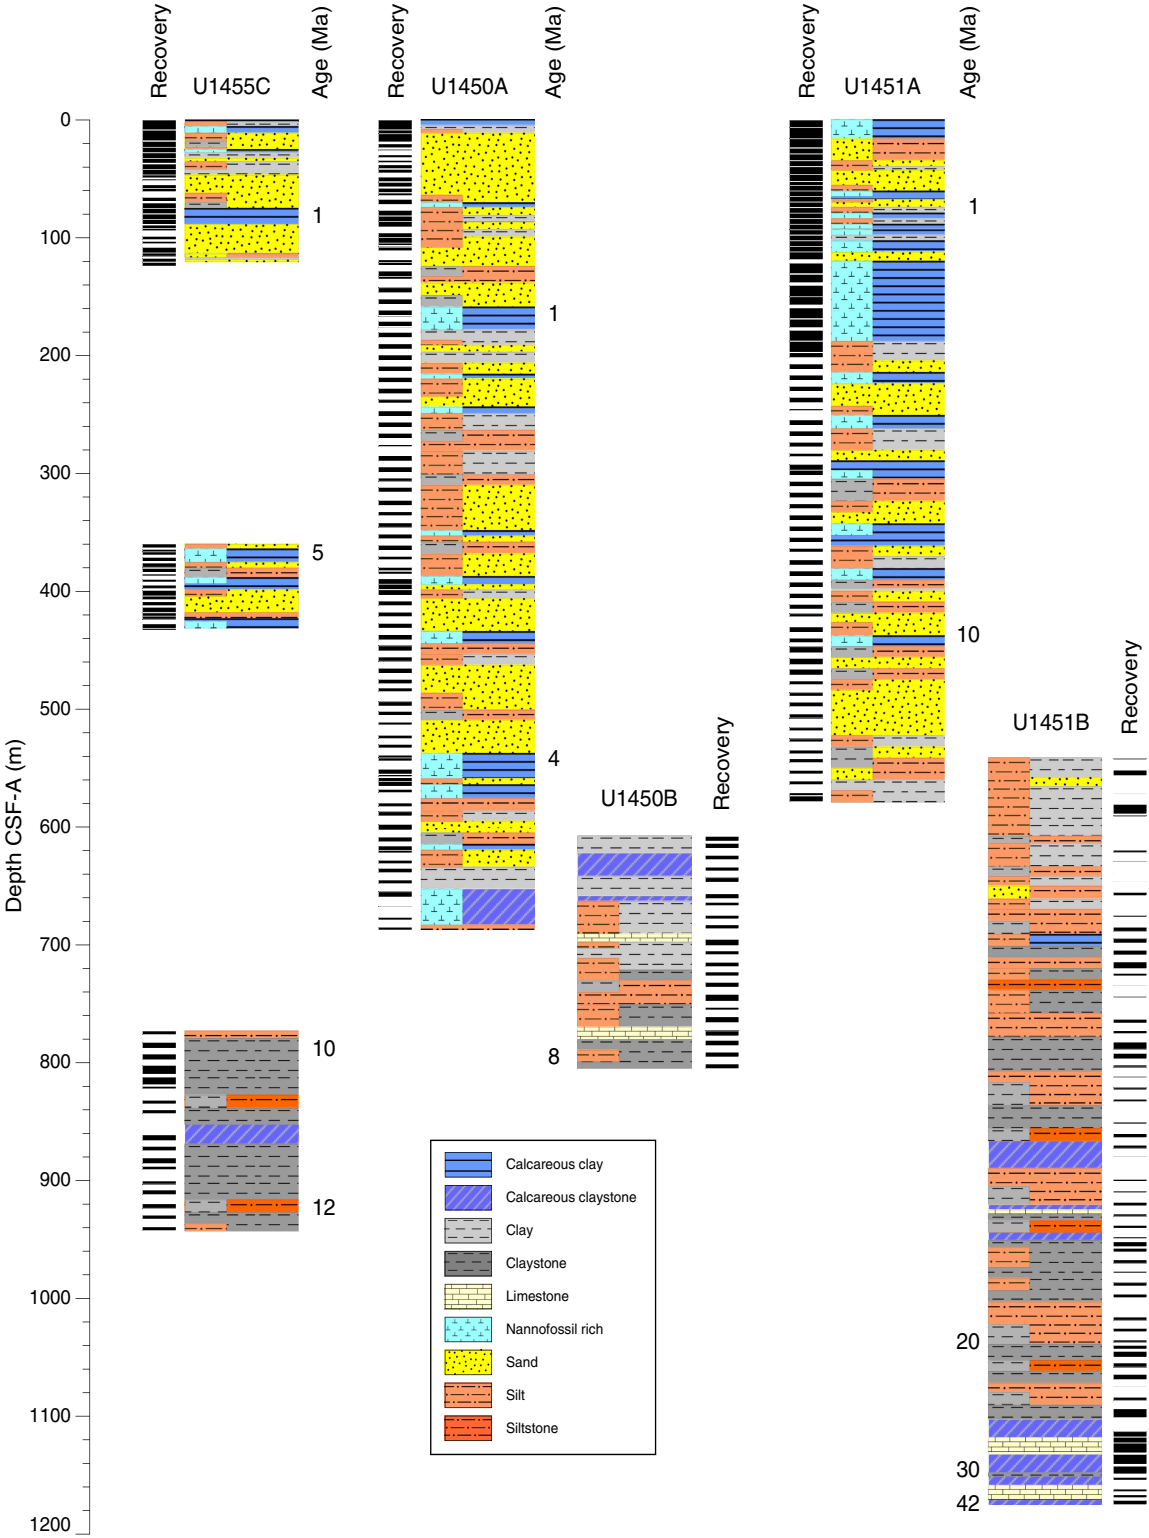 Recovery
U1455C
Age (Ma)
Recovery
U1450A
Age (Ma)
Recovery
U1451A
Age (Ma)
0
100
200
300
400
500
600
700
800
900
1000
1100
1200
Depth CSF-A (m)
1
5
10
12
1
4
U1450B
Recovery
8
1
10
U1451B
Recovery
20
30
42
Calcareous clay
Calcareous claystone
Clay
Claystone
Limestone
Nannofossil rich
Sand
Silt
Siltstone